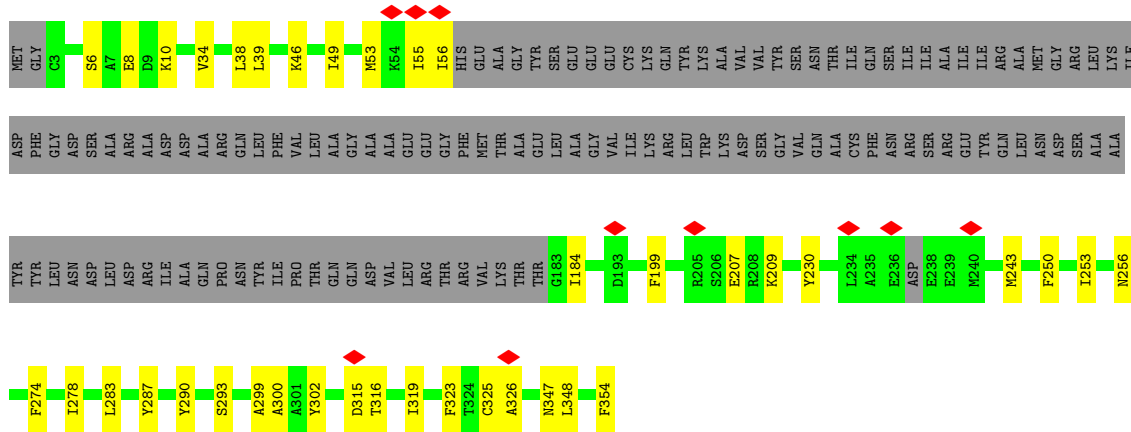 MET GLY C3 S6 A7 E8 D9 K10 V34 L38 L39 K46 I49 M53 K54 I55 I56 HIS GLU ALA GLY TYR SER GLU GLU GLU CYS LYS GLN TYR LYS ALA VAL VAL TYR SER ASN THR ILE GLN SER ILE ILE ALA ILE ILE ARG ALA MET GLY ARG LEU LYS ILE
ASP PHE GLY ASP SER ALA ARG ALA ASP ASP ALA ARG GLN LEU PHE VAL LEU ALA GLY ALA ALA GLU GLU GLY PHE MET THR ALA GLU LEU ALA GLY VAL ILE LYS ARG LEU TRP LYS ASP SER GLY VAL GLN ALA CYS PHE ASN ARG SER ARG GLU TYR GLN LEU ASN ASP SER ALA ALA
TYR TYR LEU ASN ASP LEU ASP ARG ILE ALA GLN PRO ASN TYR ILE PRO THR GLN GLN ASP VAL LEU ARG THR ARG VAL LYS THR THR G183 I184 D193 F199 R205 S206 E207 R208 K209 Y230 L234 A235 E236 ASP E238 E239 M240 M243 F250 I253 N256
F274 I278 L283 Y287 Y290 S293 A299 A300 A301 Y302 D315 T316 I319 F323 T324 C325 A326 N347 L348 F354